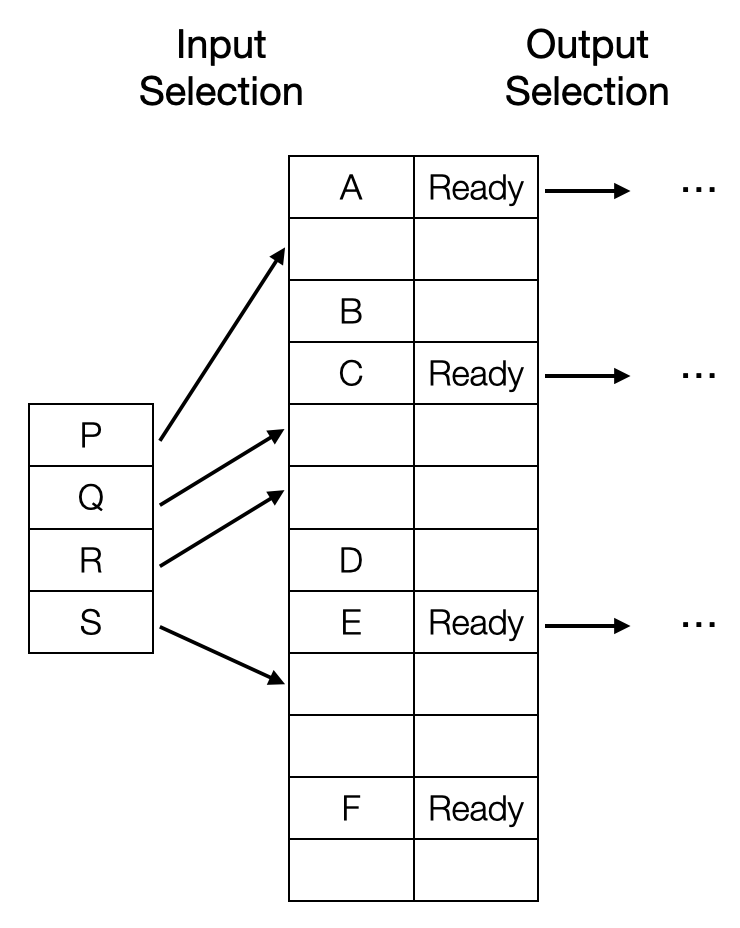 Input
Selection
Output
Selection
A Ready ...
B
C Ready ...
P
Q
R
D
S
E Ready ...
F Ready